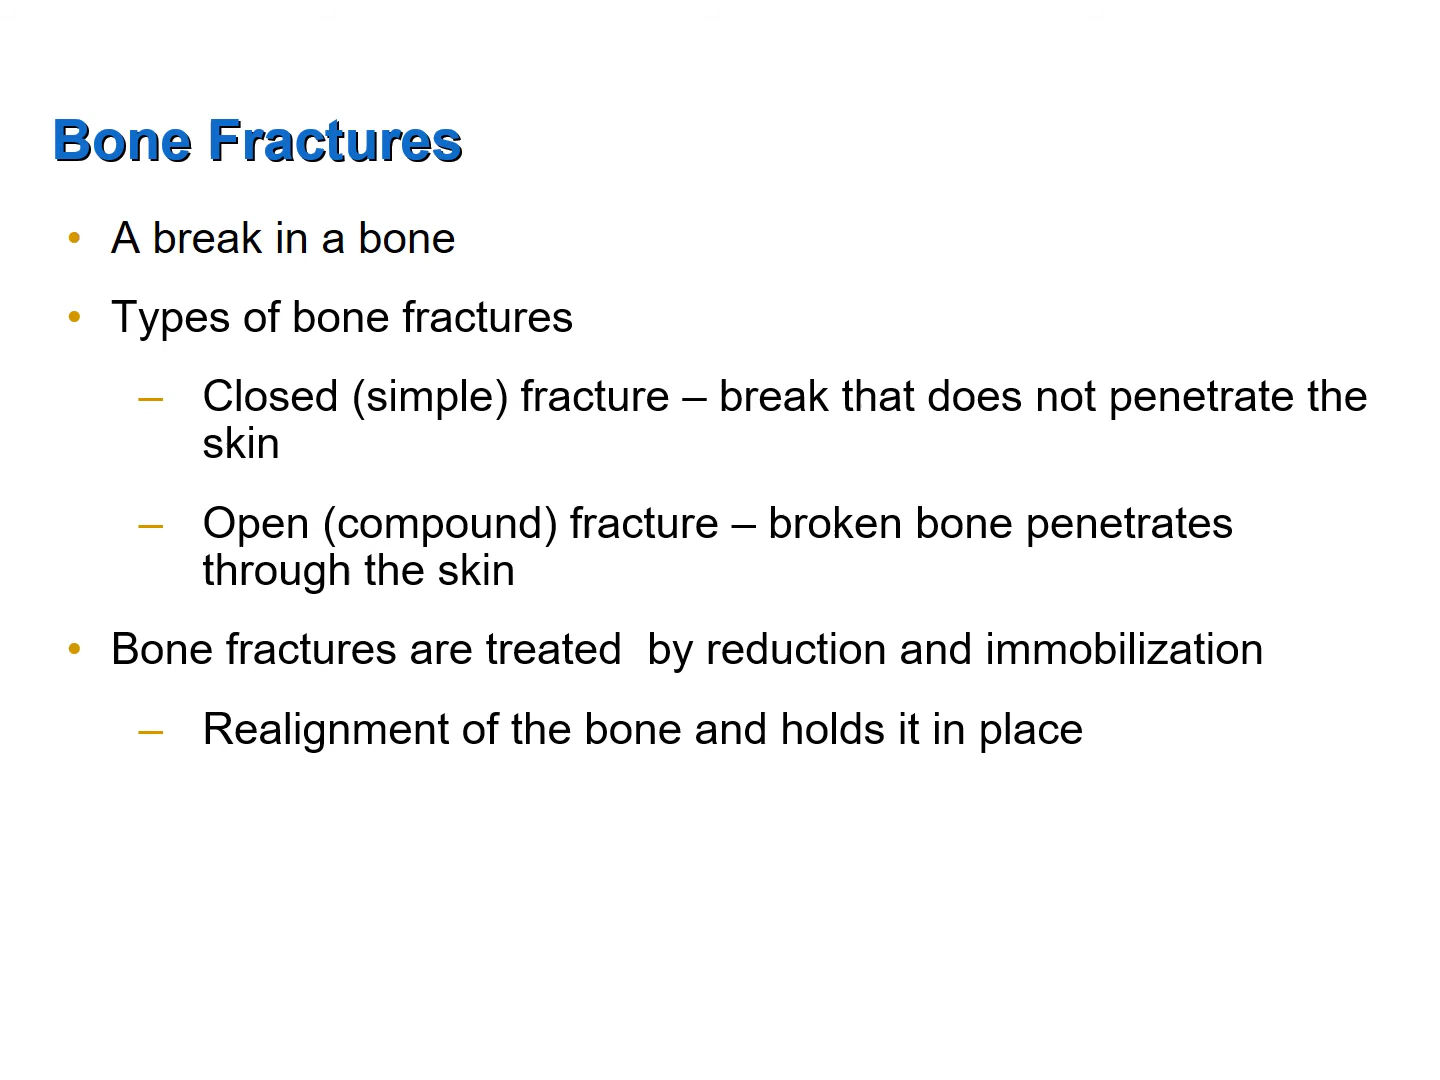 Bone Fractures
• A break in a bone
• Types of bone fractures
– Closed (simple) fracture – break that does not penetrate the
skin
– Open (compound) fracture – broken bone penetrates
through the skin
• Bone fractures are treated  by reduction and immobilization
– Realignment of the bone and holds it in place